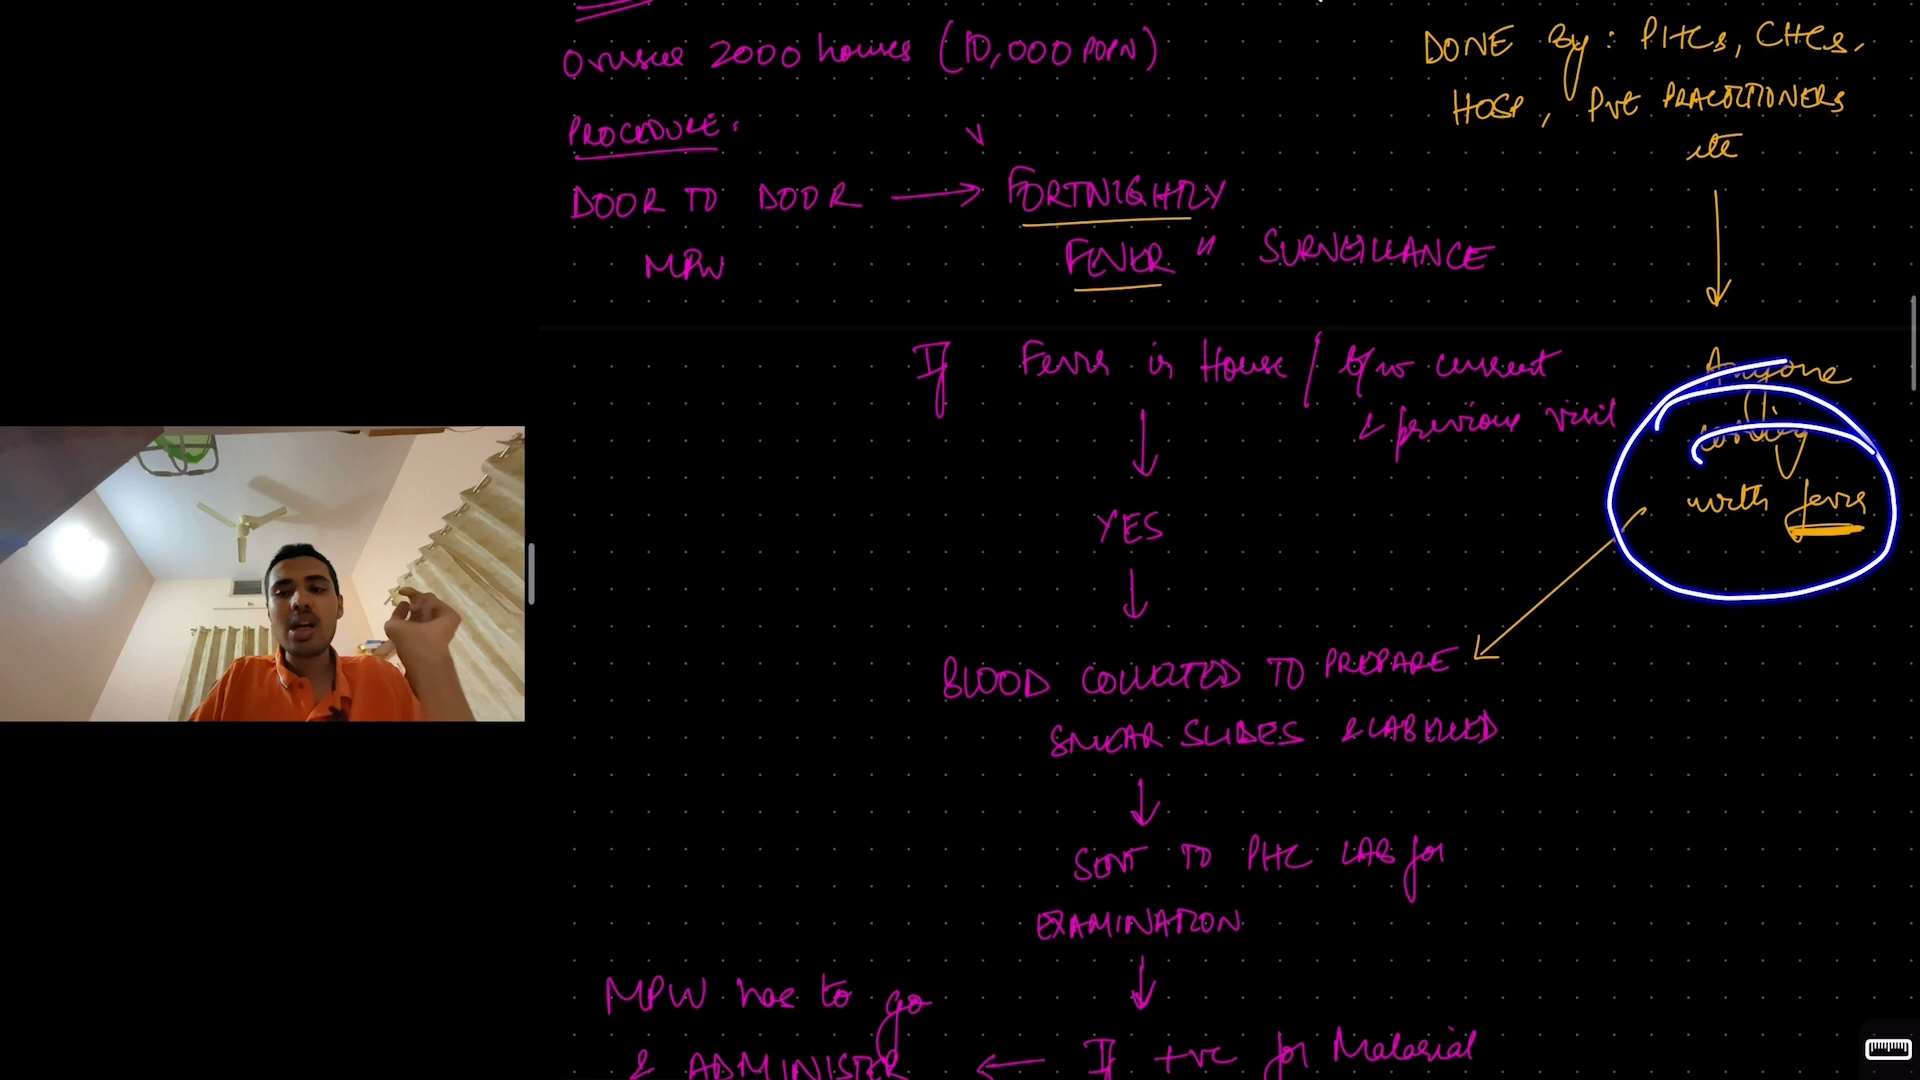 2000 houses (10,000 POPN)
PROCEDURE:
DOOR TO DOOR → FORTNIGHTLY
MPW FEVER " SURVEILLANCE
If Fever in House / b/w current
& previous visit
↓
YES
↓
BLOOD COLLECTED TO PREPARE
SMEAR SLIDES & LABELLED
↓
SENT TO PHC LAB for
EXAMINATION
↓
MPW has to go
& ADMINISTER ← If +ve for Malarial
DONE By: PHCs, CHCs,
HOSP, Pvt PRACTITIONERS
etc
↓
Anyone
coming
with fever